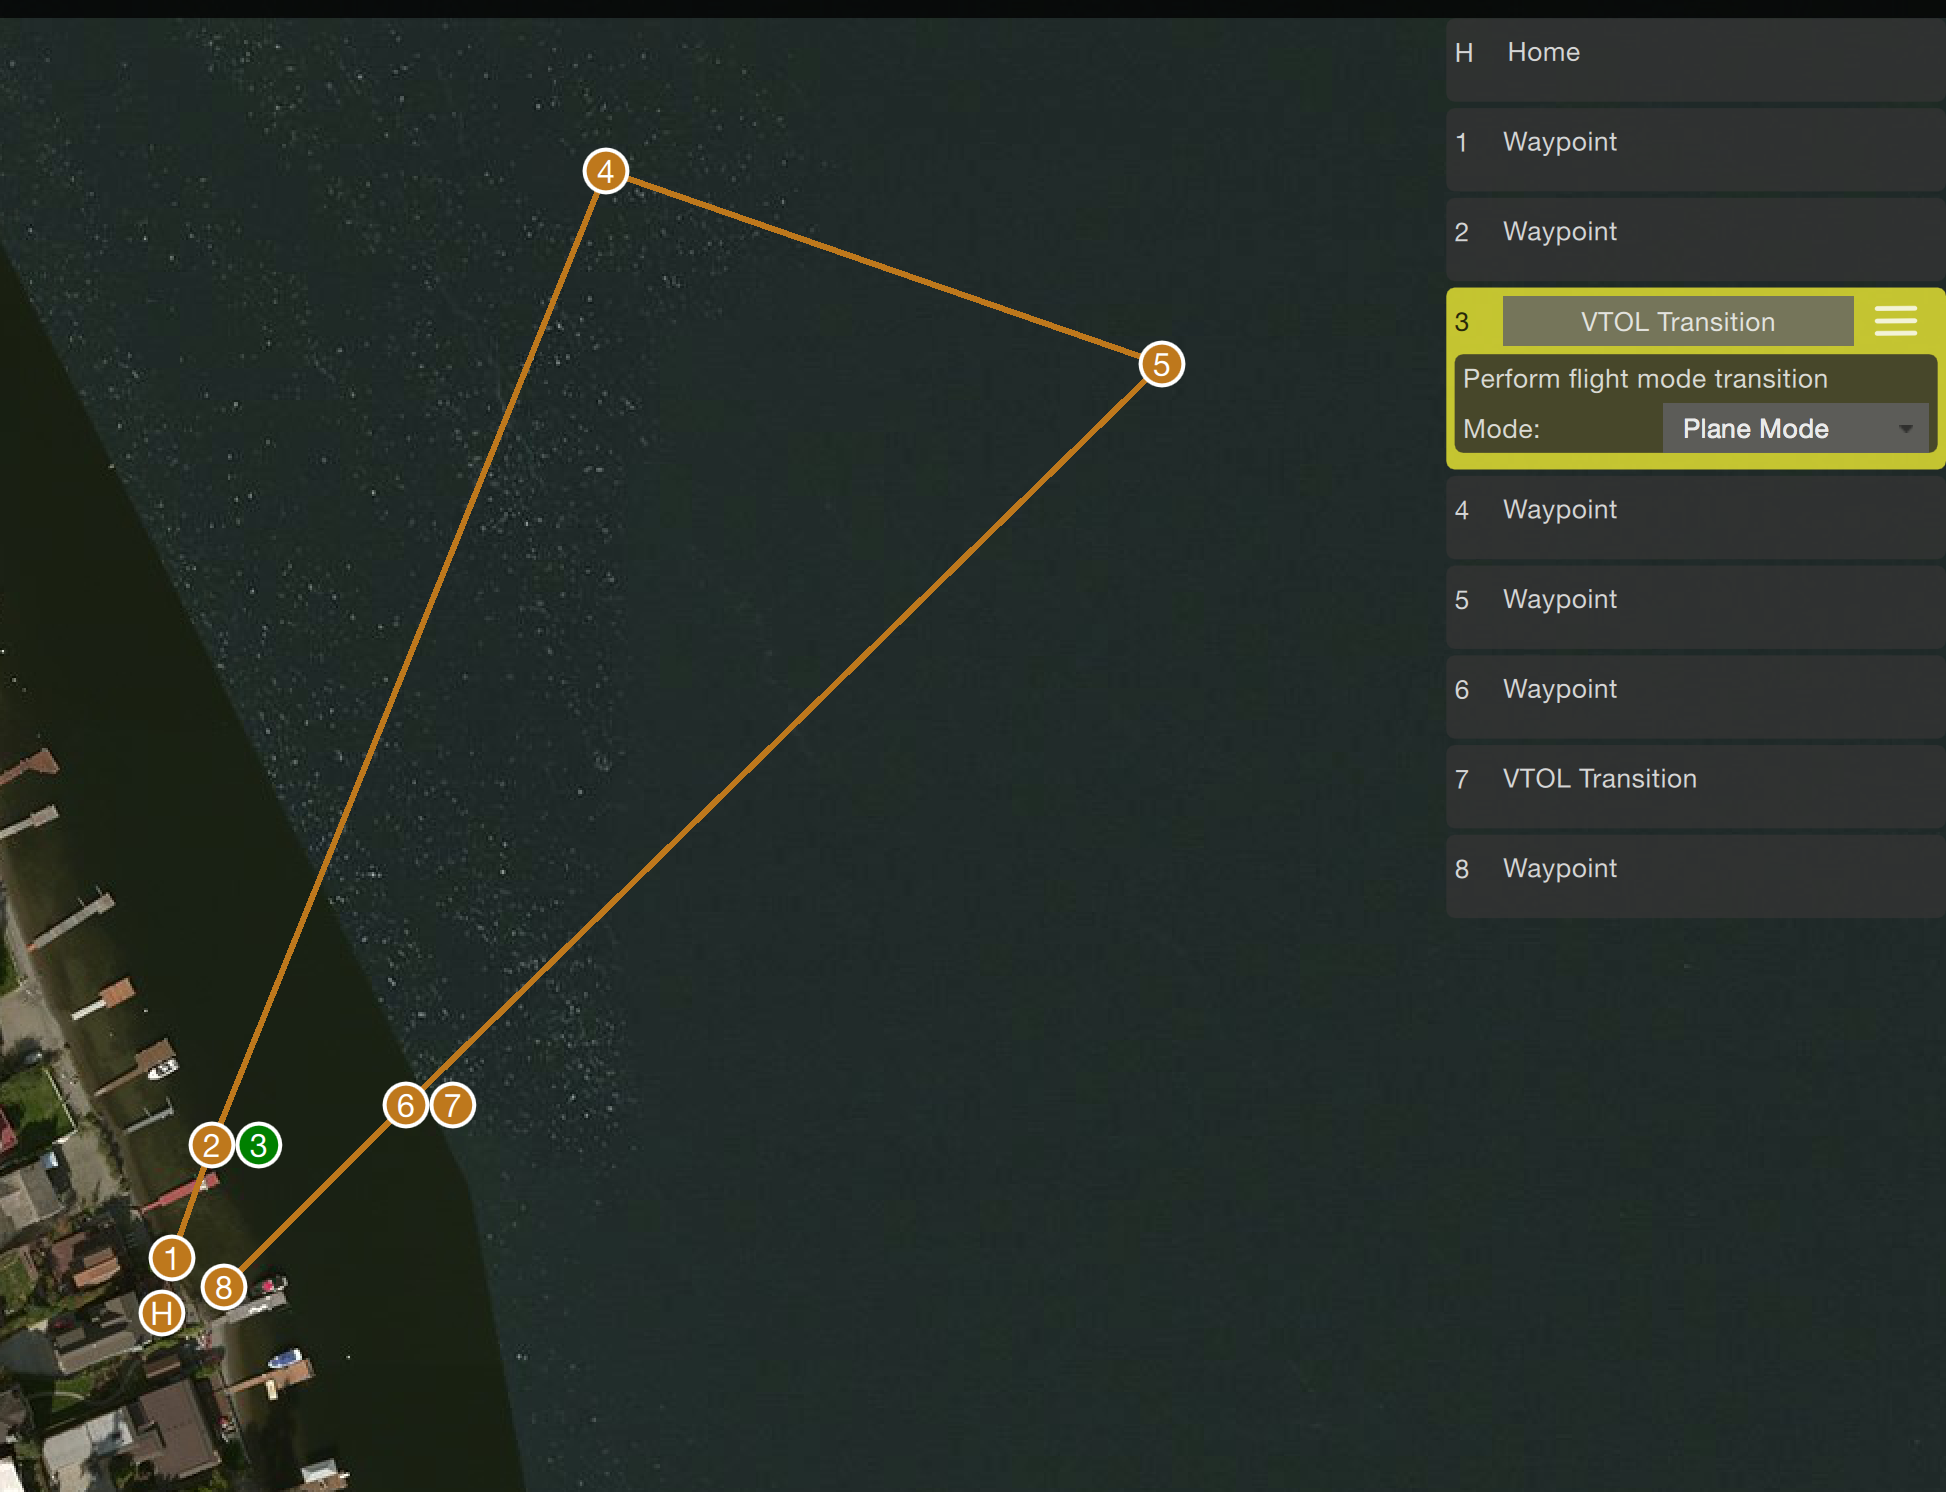 H Home
1 Waypoint
2 Waypoint
3 VTOL Transition
Perform flight mode transition
Mode: Plane Mode
4 Waypoint
5 Waypoint
6 Waypoint
7 VTOL Transition
8 Waypoint
4
5
6 7
2 3
1
8
H